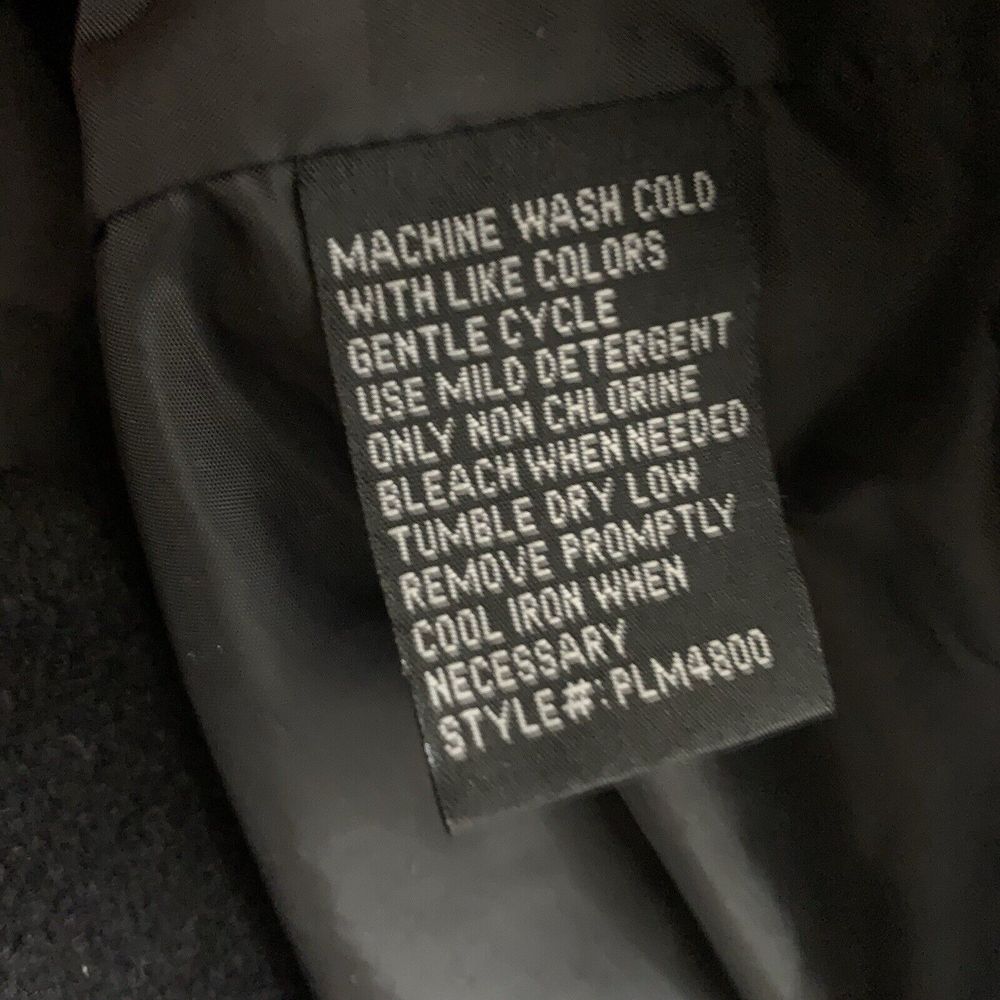 MACHINE WASH COLD
WITH LIKE COLORS
GENTLE CYCLE
USE MILD DETERGENT
ONLY NON CHLORINE
BLEACH WHEN NEEDED
TUMBLE DRY LOW
REMOVE PROMPTLY
COOL IRON WHEN
NECESSARY
STYLE#: PLM4800